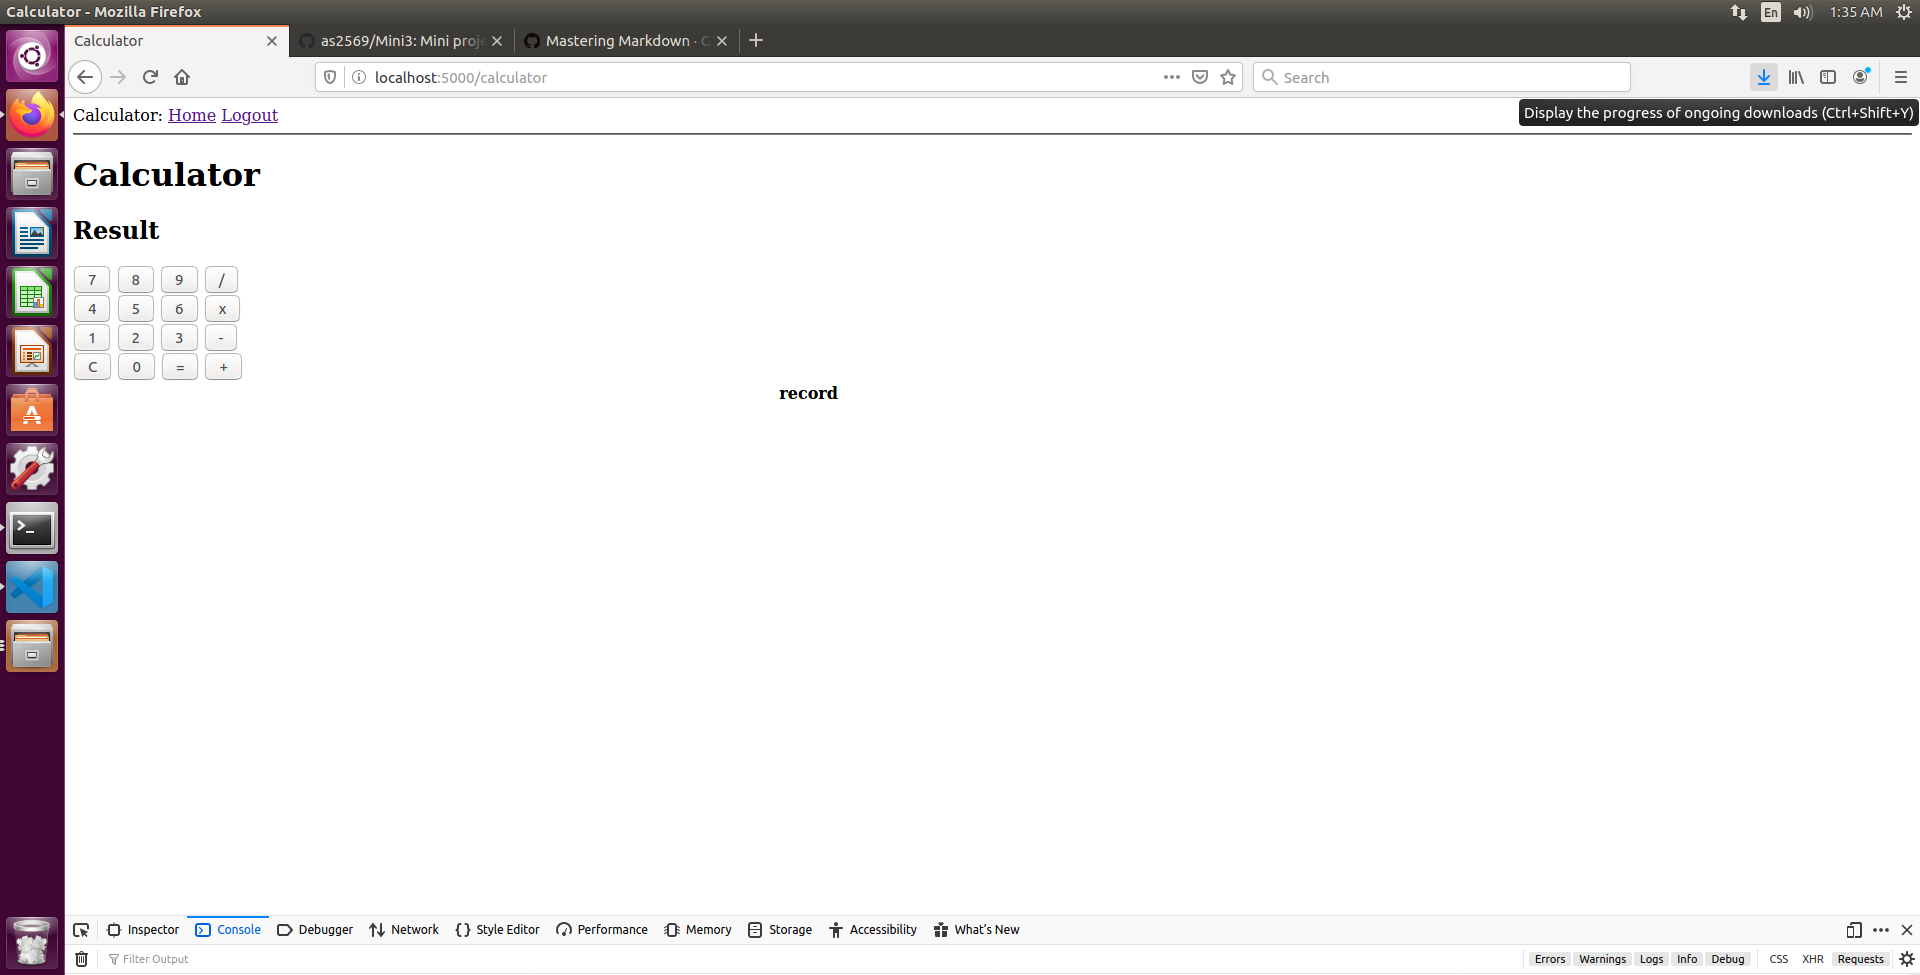 Calculator - Mozilla Firefox
En
1:35 AM
Calculator
as2569/Mini3: Mini proje
Mastering Markdown · G
localhost:5000/calculator
Search
Display the progress of ongoing downloads (Ctrl+Shift+Y)
Calculator: Home Logout
Calculator
Result
7 8 9 /
4 5 6 x
1 2 3 -
C 0 = +
record
Inspector Console Debugger Network Style Editor Performance Memory Storage Accessibility What's New
Filter Output
Errors Warnings Logs Info Debug CSS XHR Requests